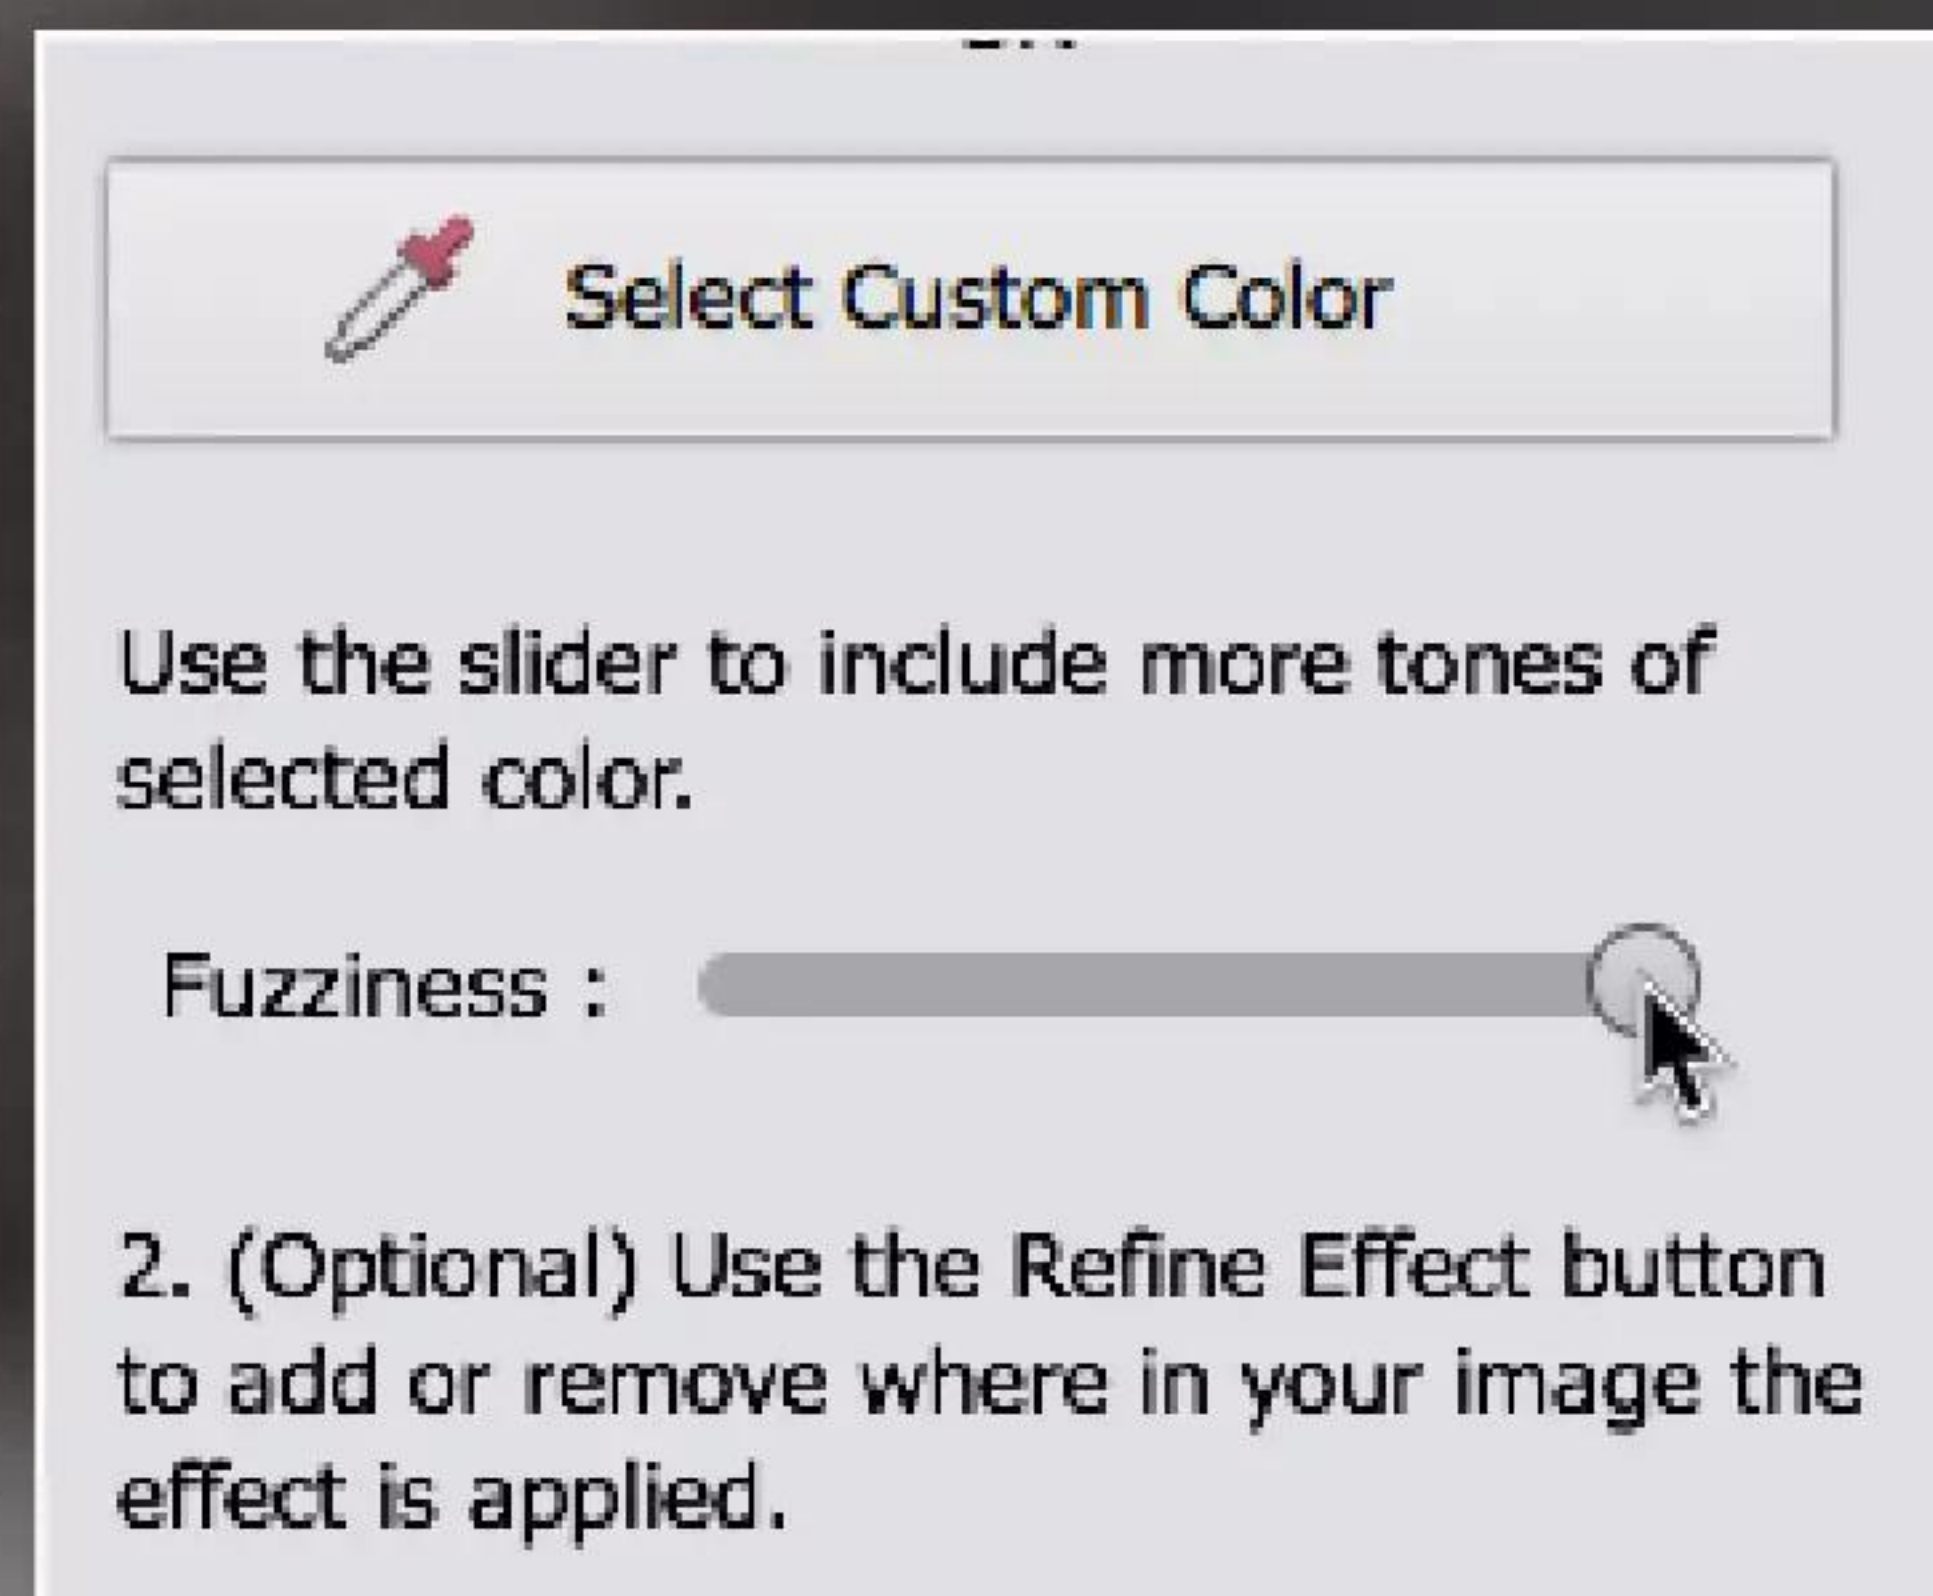 Select Custom Color
Use the slider to include more tones of
selected color.
Fuzziness :
2. (Optional) Use the Refine Effect button
to add or remove where in your image the
effect is applied.